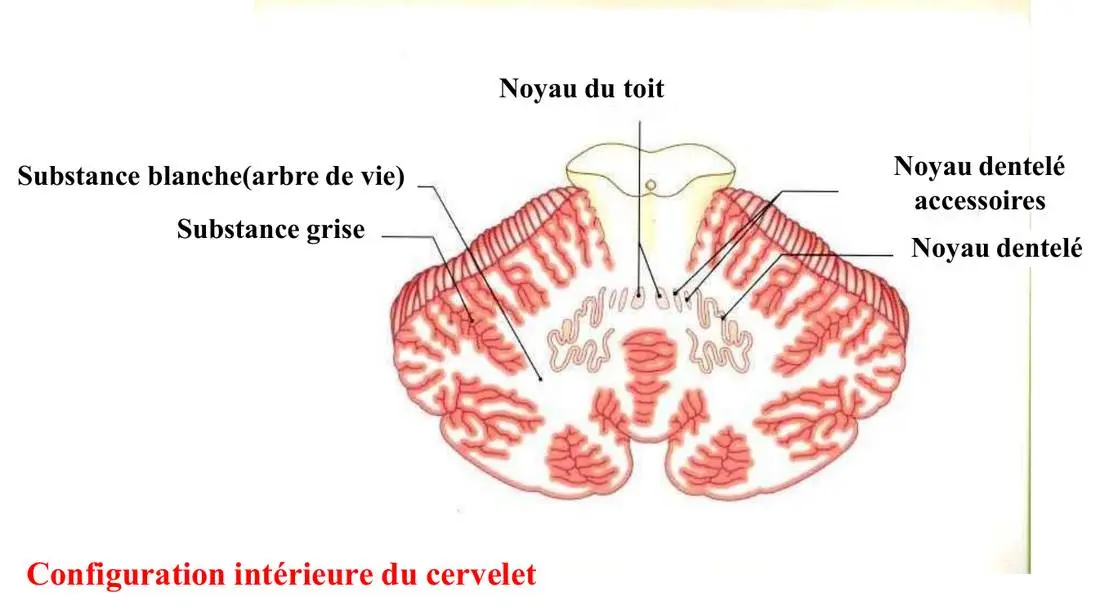 Noyau du toit
Substance blanche(arbre de vie)
Substance grise
Noyau dentelé
accessoires
Noyau dentelé
Configuration intérieure du cervelet